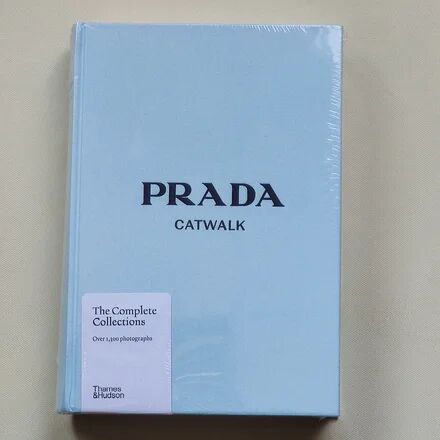 PRADA
CATWALK
The Complete
Collections
Over 1,300 photographs
Thames
&Hudson